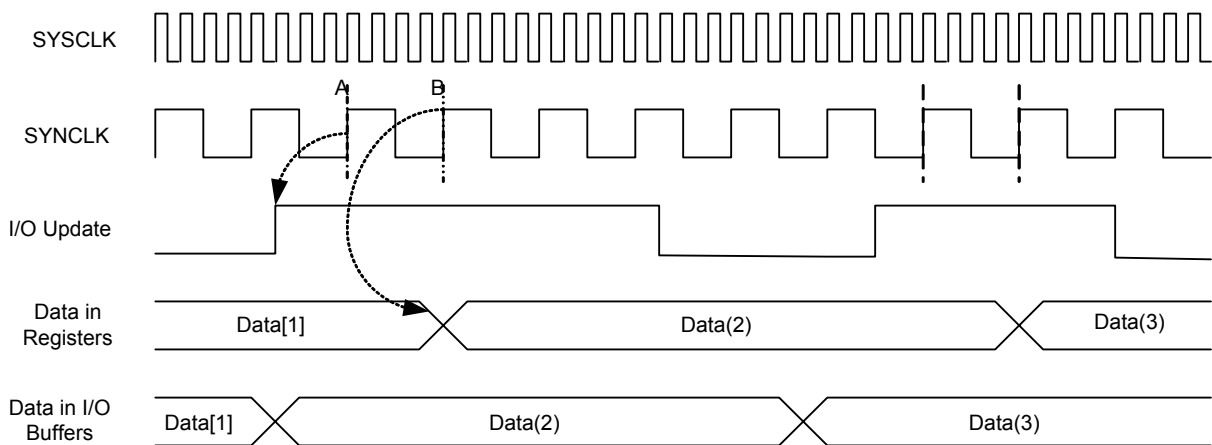 SYSCLK
A
B
SYNCLK
I/O Update
Data in
Registers
Data[1]
Data(2)
Data(3)
Data in I/O
Buffers
Data[1]
Data(2)
Data(3)